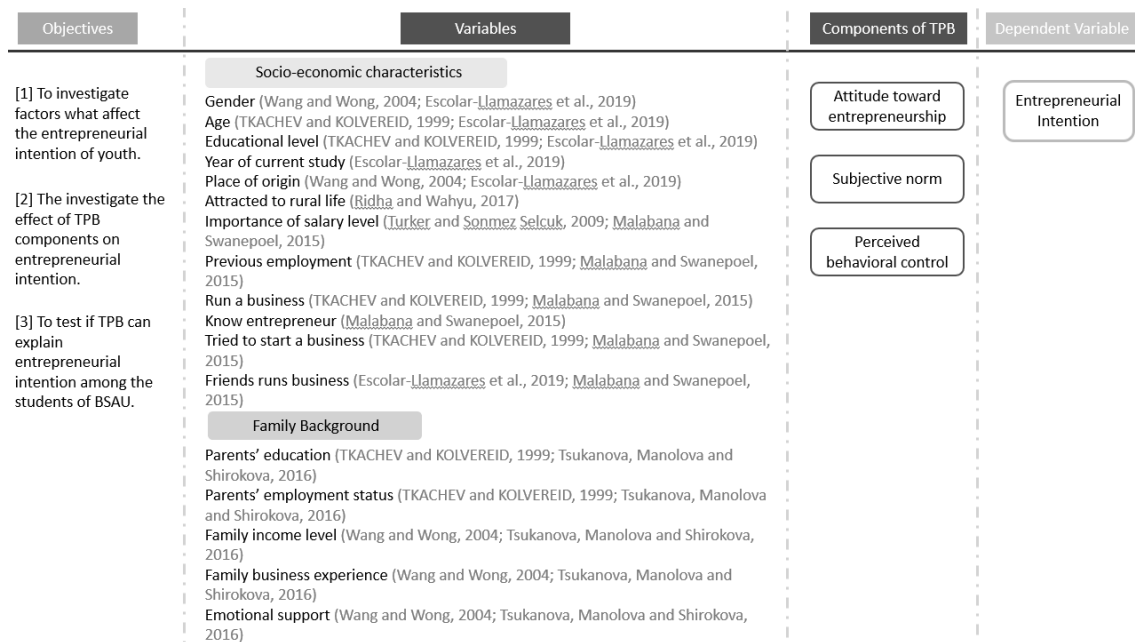 Objectives
Variables
Components of TPB
Dependent Variable
[1] To investigate
factors what affect
the entrepreneurial
intention of youth.
[2] The investigate the
effect of TPB
components on
entrepreneurial
intention.
[3] To test if TPB can
explain
entrepreneurial
intention among the
students of BSAU.
Socio-economic characteristics
Gender (Wang and Wong, 2004; Escolar-Llamazares et al., 2019)
Age (TKACHEV and KOLVEREID, 1999; Escolar-Llamazares et al., 2019)
Educational level (TKACHEV and KOLVEREID, 1999; Escolar-Llamazares et al., 2019)
Year of current study (Escolar-Llamazares et al., 2019)
Place of origin (Wang and Wong, 2004; Escolar-Llamazares et al., 2019)
Attracted to rural life (Ridha and Wahyu, 2017)
Importance of salary level (Turker and Sonmez Selcuk, 2009; Malabana and
Swanepoel, 2015)
Previous employment (TKACHEV and KOLVEREID, 1999; Malabana and Swanepoel,
2015)
Run a business (TKACHEV and KOLVEREID, 1999; Malabana and Swanepoel, 2015)
Know entrepreneur (Malabana and Swanepoel, 2015)
Tried to start a business (TKACHEV and KOLVEREID, 1999; Malabana and Swanepoel,
2015)
Friends runs business (Escolar-Llamazares et al., 2019; Malabana and Swanepoel,
2015)
Family Background
Parents' education (TKACHEV and KOLVEREID, 1999; Tsukanova, Manolova and
Shirokova, 2016)
Parents' employment status (TKACHEV and KOLVEREID, 1999; Tsukanova, Manolova
and Shirokova, 2016)
Family income level (Wang and Wong, 2004; Tsukanova, Manolova and Shirokova,
2016)
Family business experience (Wang and Wong, 2004; Tsukanova, Manolova and
Shirokova, 2016)
Emotional support (Wang and Wong, 2004; Tsukanova, Manolova and Shirokova,
2016)
Attitude toward
entrepreneurship
Subjective norm
Perceived
behavioral control
Entrepreneurial
Intention